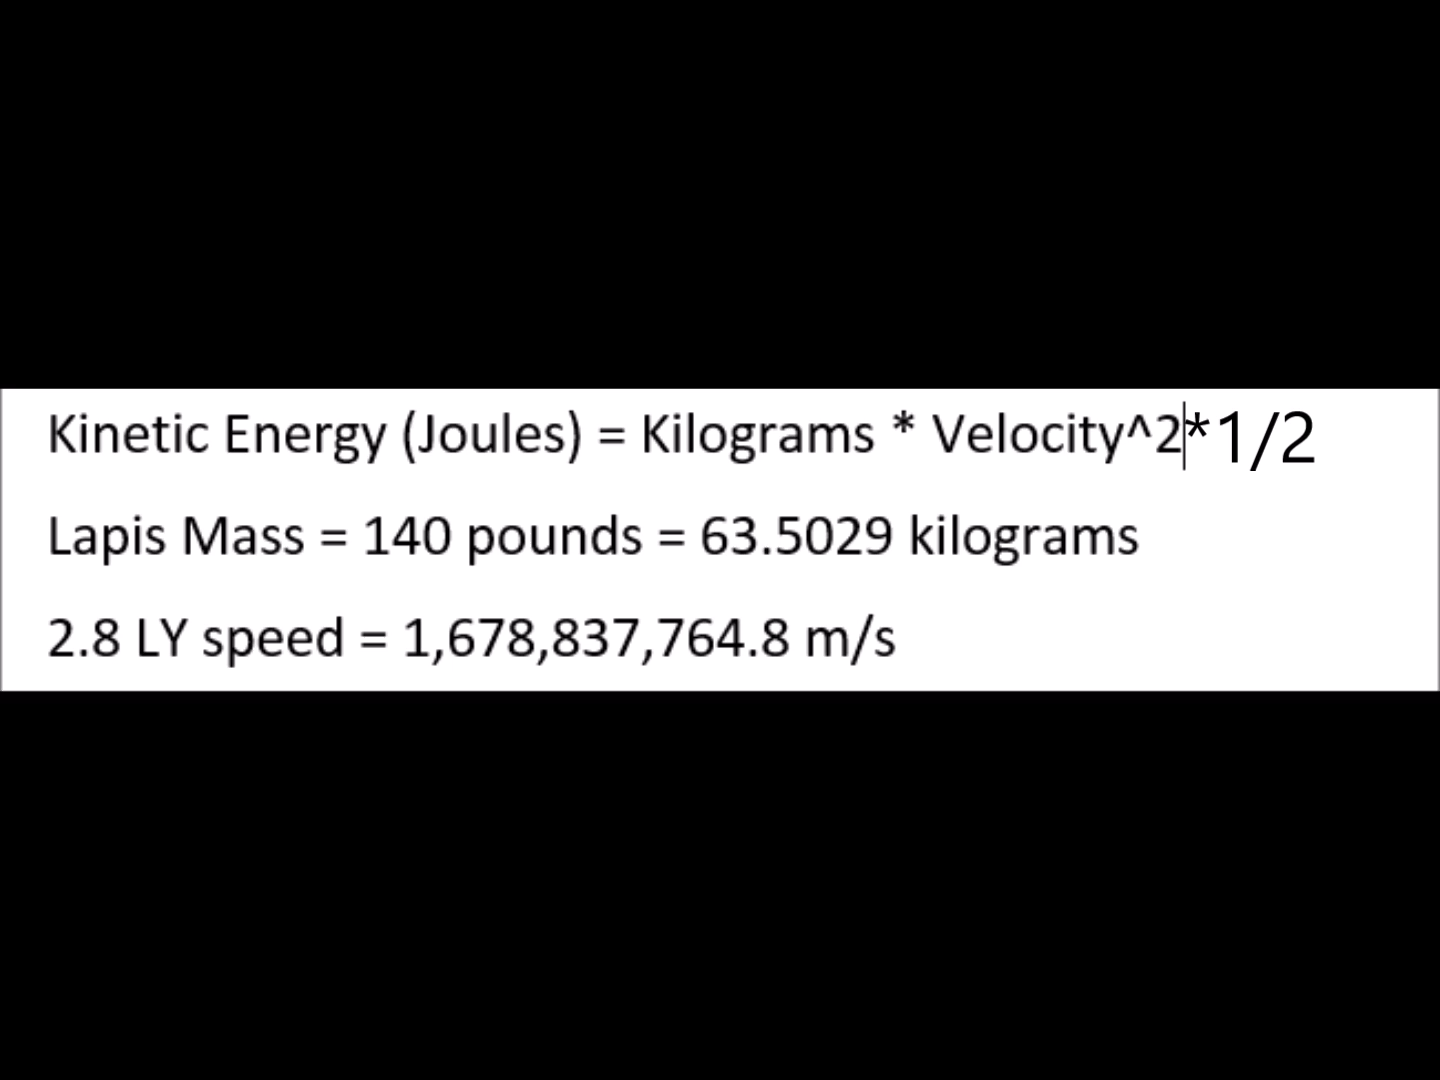 Kinetic Energy (Joules) = Kilograms * Velocity^2*1/2
Lapis Mass = 140 pounds = 63.5029 kilograms
2.8 LY speed = 1,678,837,764.8 m/s